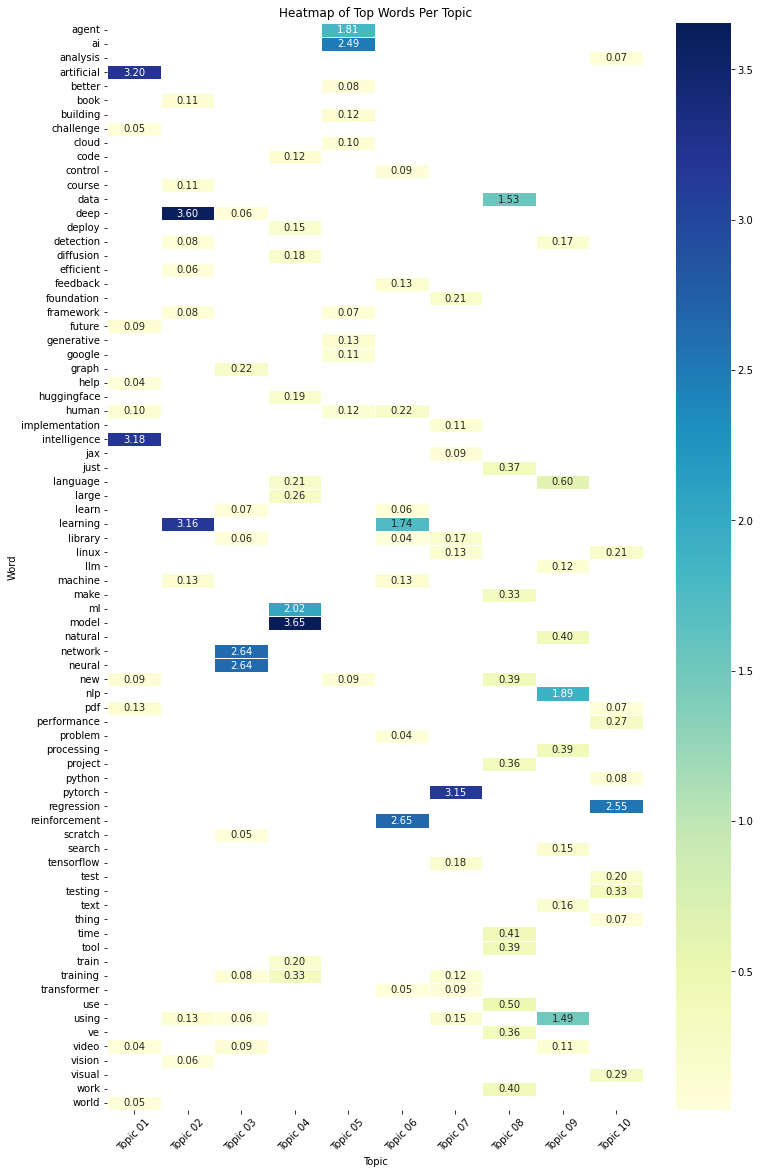 Heatmap of Top Words Per Topic
agent 1.81
ai 2.49
analysis 0.07
artificial 3.20
better 0.08
book 0.11
building 0.12
challenge 0.05
cloud 0.10
code 0.12
control 0.09
course 0.11
data 1.53
deep 3.60 0.06
deploy 0.15
detection 0.08 0.17
diffusion 0.18
efficient 0.06
feedback 0.13
foundation 0.21
framework 0.08 0.07
future 0.09
generative 0.13
google 0.11
graph 0.22
help 0.04
huggingface 0.19
human 0.10 0.12 0.22
implementation 0.11
intelligence 3.18
jax 0.09
just 0.37
language 0.21 0.60
large 0.26
learn 0.07 0.06
learning 3.16 1.74
library 0.06 0.04 0.17
linux 0.13 0.21
llm 0.12
machine 0.13 0.13
make 0.33
ml 2.02
model 3.65
natural 0.40
network 2.64
neural 2.64
new 0.09 0.09 0.39
nlp 1.89
pdf 0.13 0.07
performance 0.27
problem 0.04
processing 0.39
project 0.36
python 0.08
pytorch 3.15
regression 2.55
reinforcement 2.65
scratch 0.05
search 0.15
tensorflow 0.18
test 0.20
testing 0.33
text 0.16
thing 0.07
time 0.41
tool 0.39
train 0.20
training 0.08 0.33 0.12
transformer 0.05 0.09
use 0.50
using 0.13 0.06 0.15 1.49
ve 0.36
video 0.04 0.09 0.11
vision 0.06
visual 0.29
work 0.40
world 0.05
Word
Topic 01 Topic 02 Topic 03 Topic 04 Topic 05 Topic 06 Topic 07 Topic 08 Topic 09 Topic 10
Topic
3.5
3.0
2.5
2.0
1.5
1.0
0.5